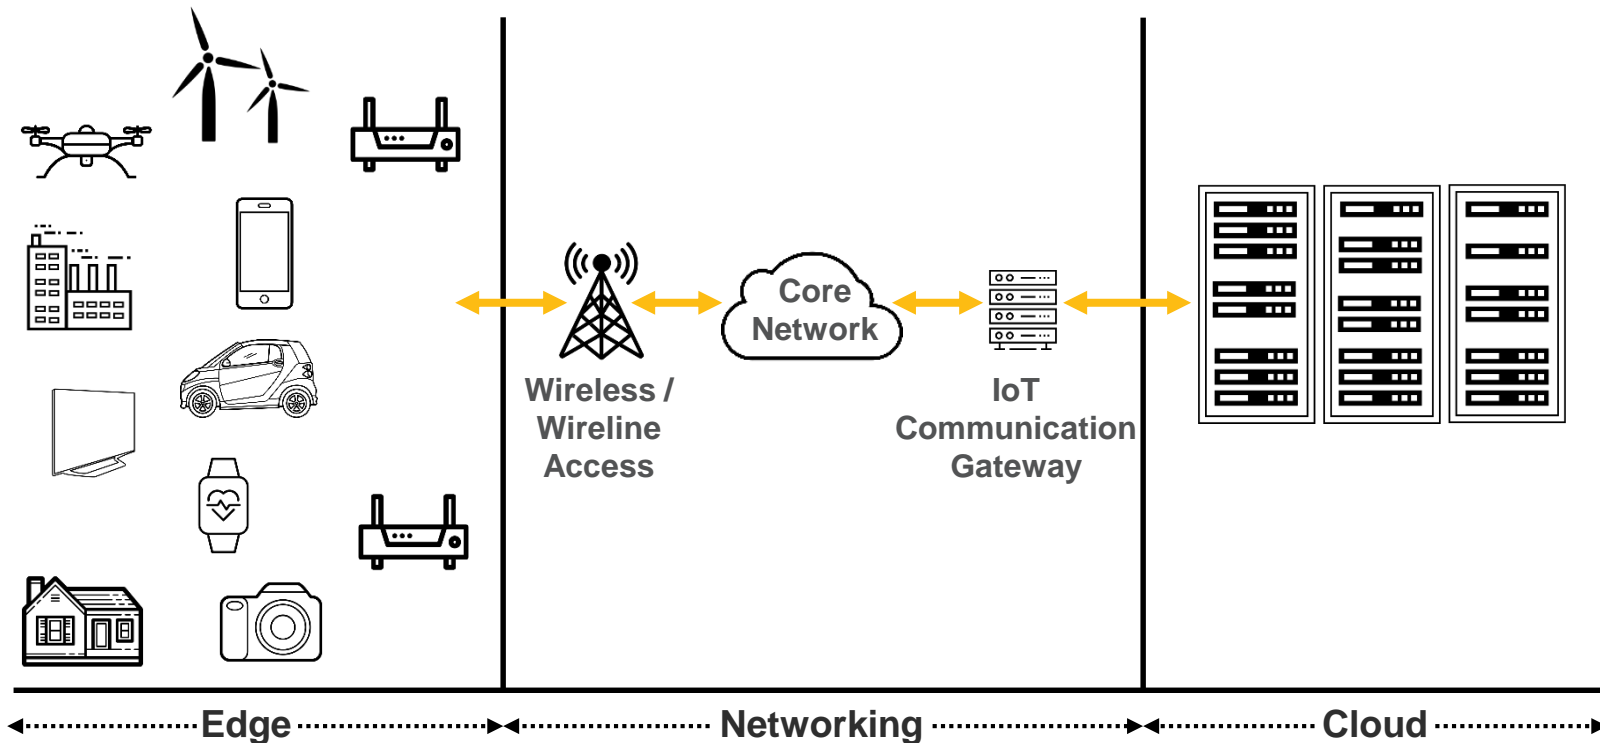 Core
Network
Wireless /
Wireline
Access
IoT
Communication
Gateway
Edge
Networking
Cloud